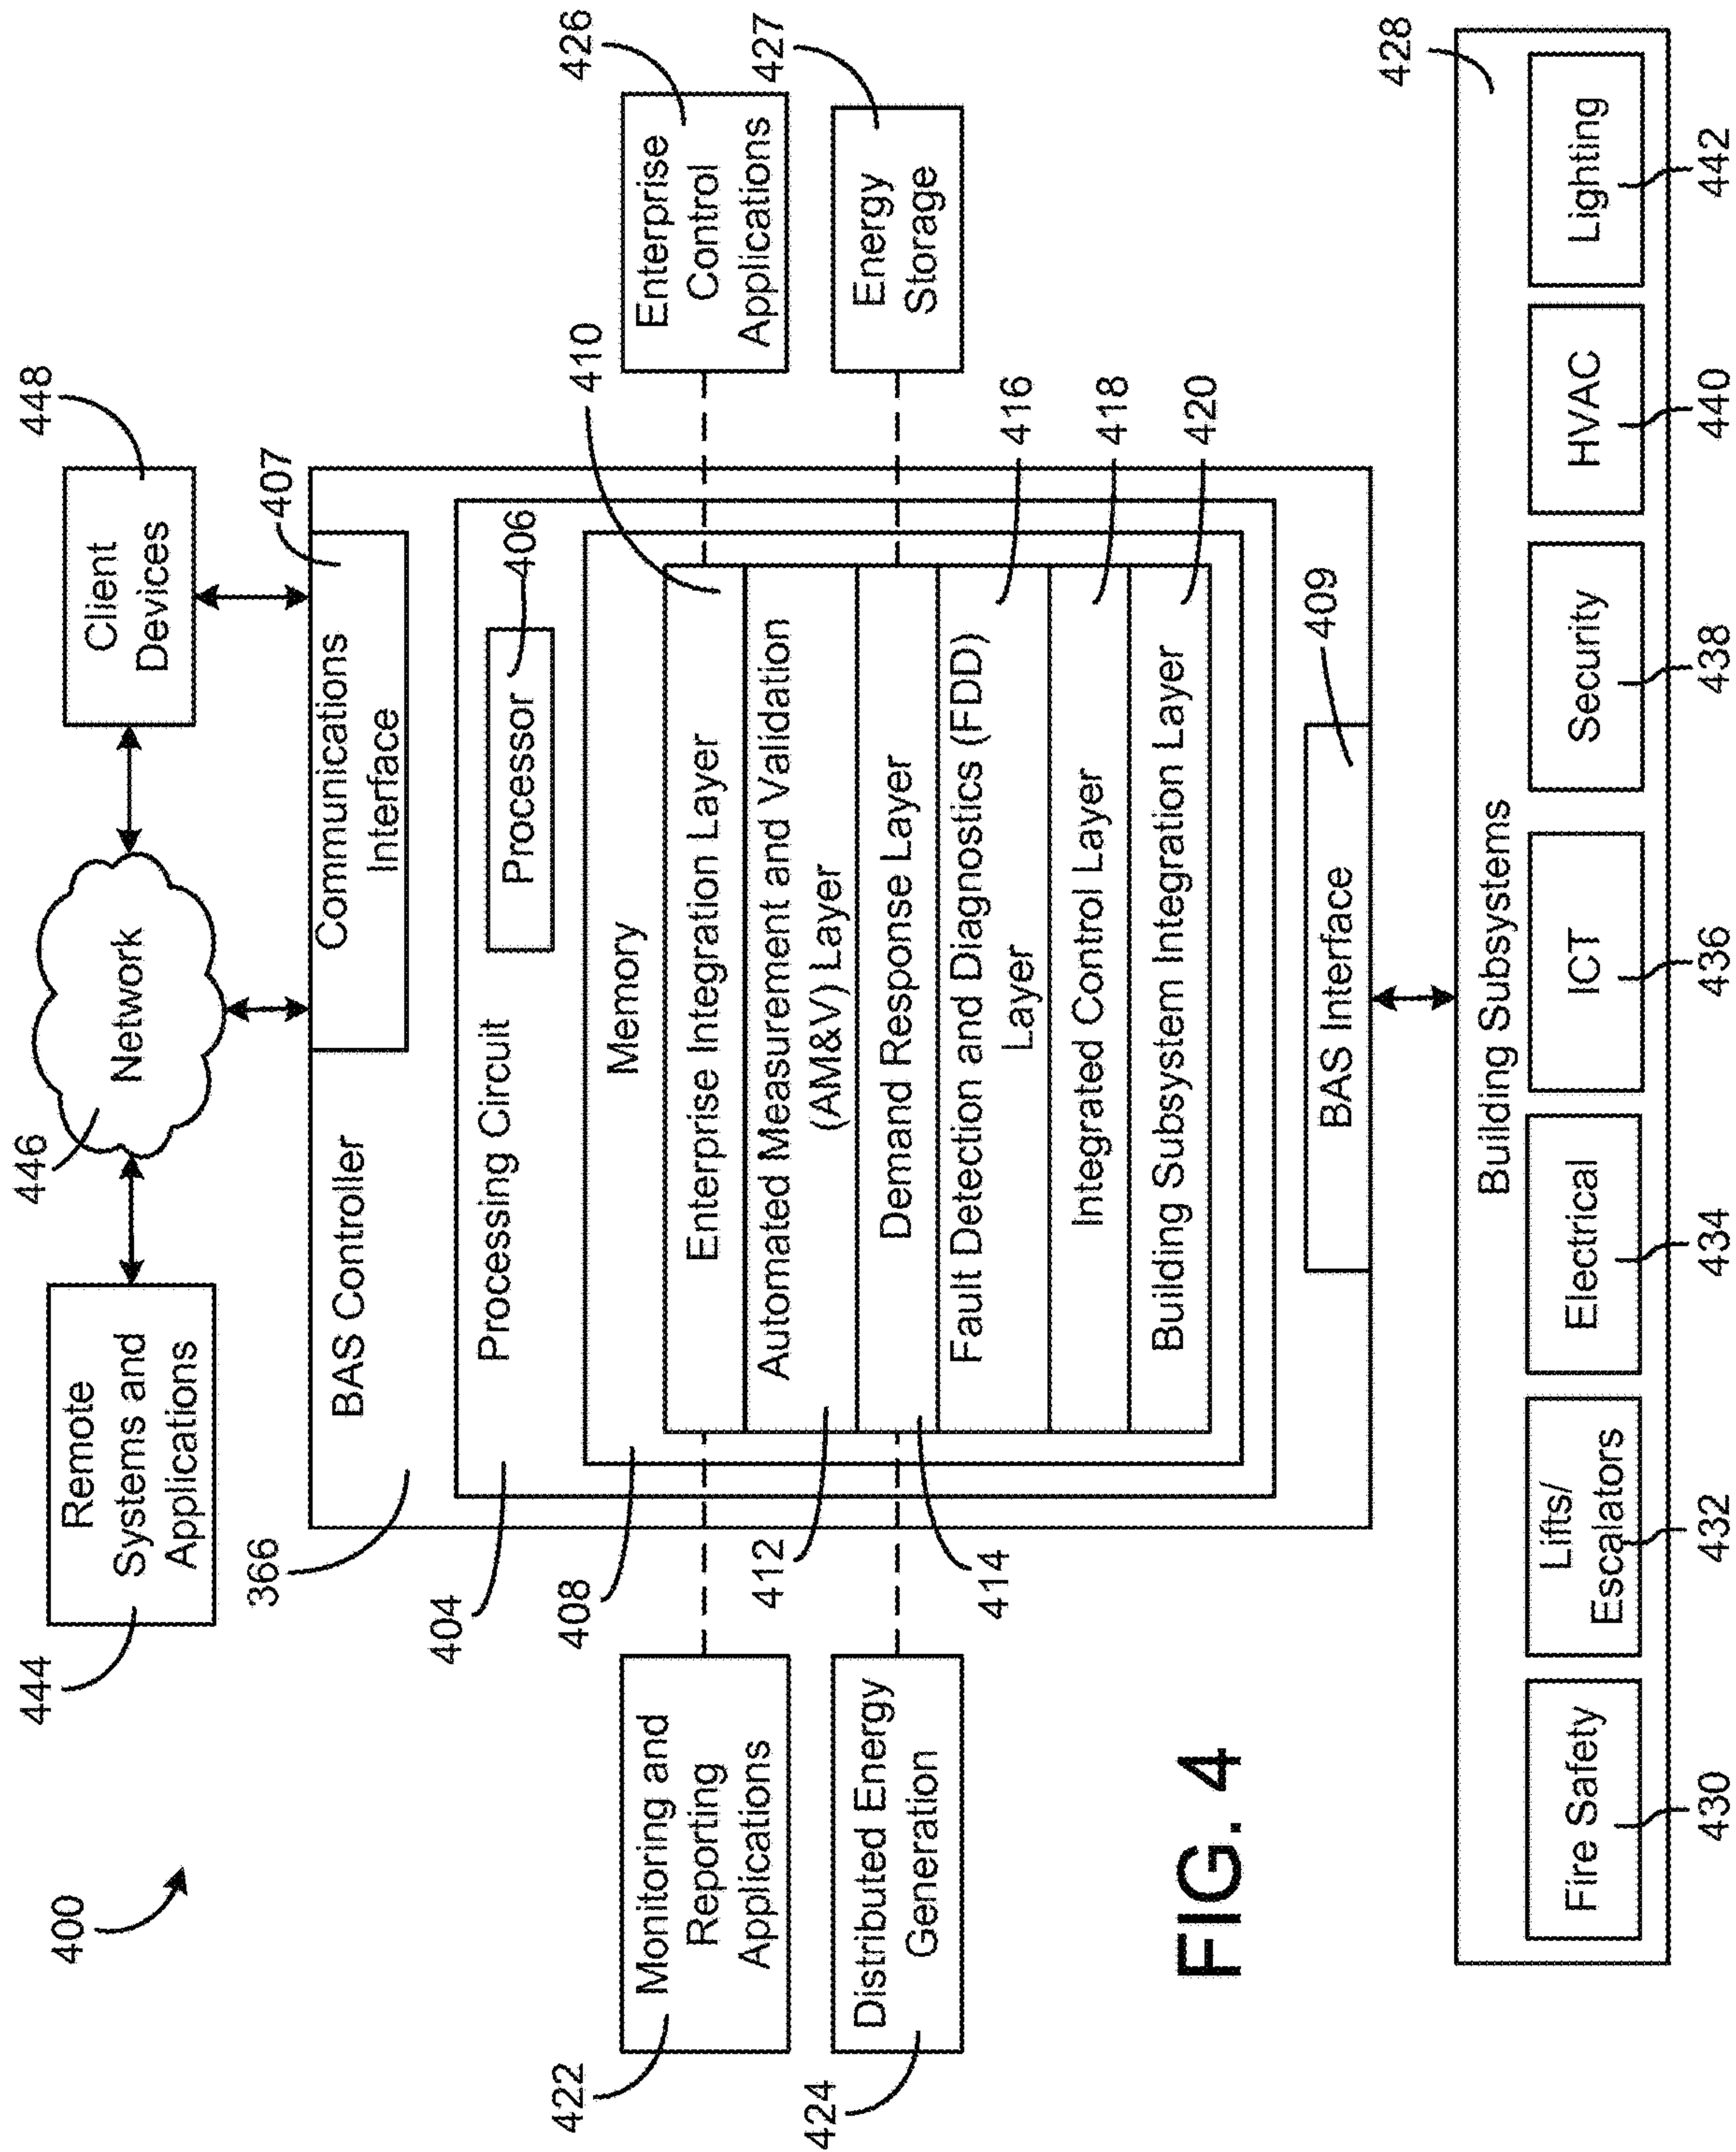 400
444
Remote
Systems and
Applications
446
Network
Client
Devices
448
366
BAS Controller
Communications
Interface
407
404
Processing Circuit
Processor
406
408
Memory
410
Enterprise Integration Layer
412
Automated Measurement and Validation
(AM&V) Layer
414
Demand Response Layer
Fault Detection and Diagnostics (FDD)
Layer
416
Integrated Control Layer
418
Building Subsystem Integration Layer
420
BAS Interface
409
422
Monitoring and
Reporting
Applications
424
Distributed Energy
Generation
426
Enterprise
Control
Applications
427
Energy
Storage
FIG. 4
Building Subsystems
428
Fire Safety
Lifts/
Escalators
Electrical
ICT
Security
HVAC
Lighting
430
432
434
436
438
440
442